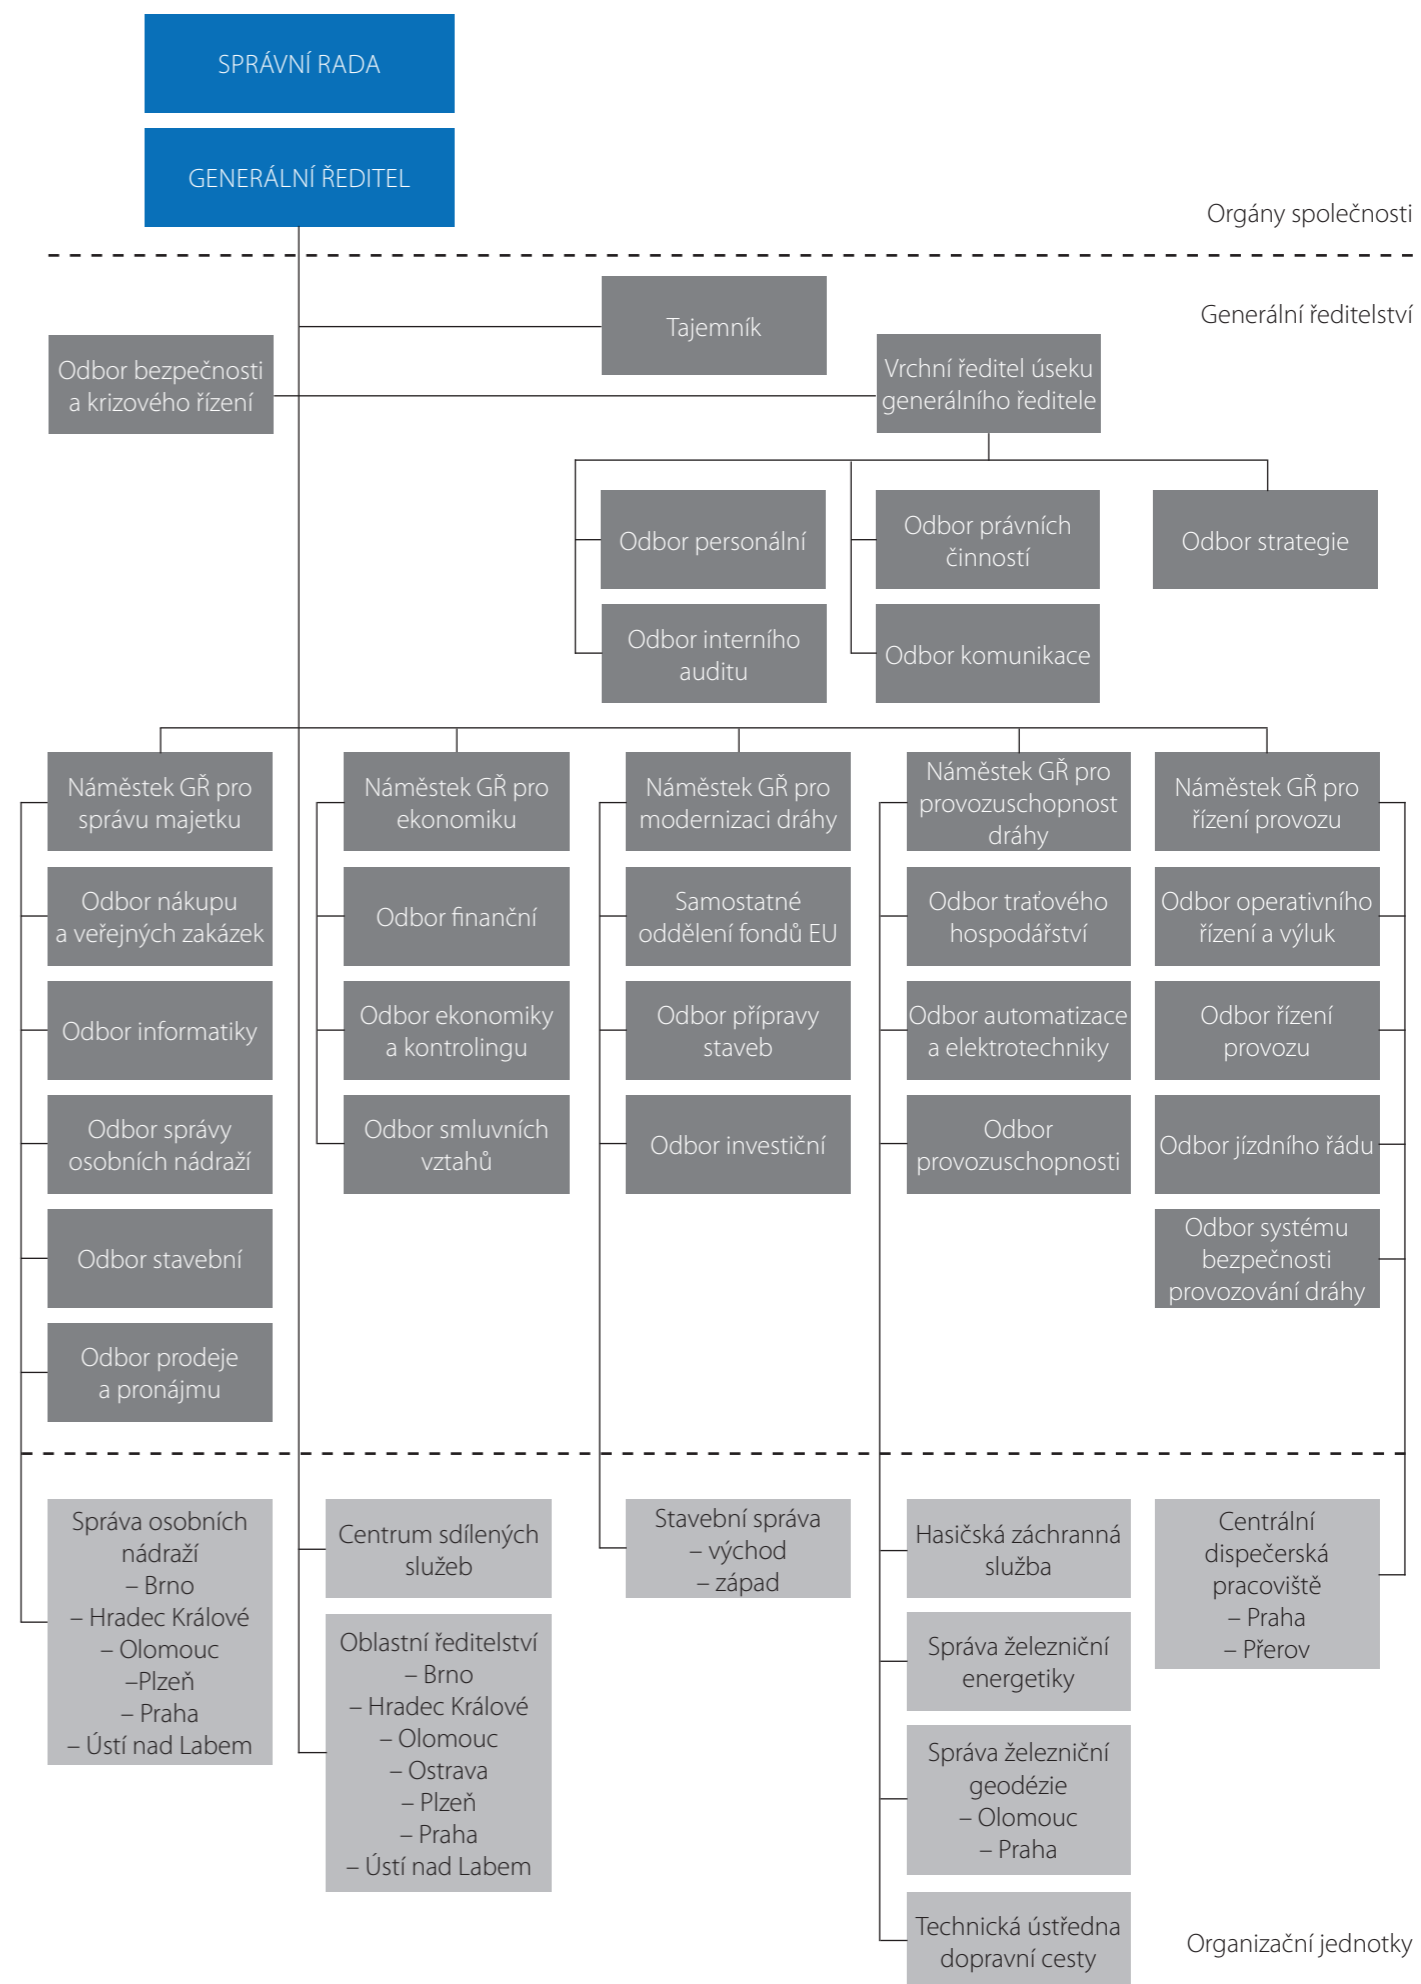 SPRÁVNÍ RADA
GENERÁLNÍ ŘEDITEL
Orgány společnosti
Generální ředitelství
Tajemník
Odbor bezpečnosti
a krizového řízení
Vrchní ředitel úseku
generálního ředitele
Odbor personální
Odbor právních
činností
Odbor strategie
Odbor interního
auditu
Odbor komunikace
Náměstek GŘ pro
správu majetku
Odbor nákupu
a veřejných zakázek
Odbor informatiky
Odbor správy
osobních nádraží
Odbor stavební
Odbor prodeje
a pronájmu
Náměstek GŘ pro
ekonomiku
Odbor finanční
Odbor ekonomiky
a kontrolingu
Odbor smluvních
vztahů
Náměstek GŘ pro
modernizaci dráhy
Samostatné
oddělení fondů EU
Odbor přípravy
staveb
Odbor investiční
Náměstek GŘ pro
provozuschopnost
dráhy
Odbor traťového
hospodářství
Odbor automatizace
a elektrotechniky
Odbor
provozuschopnosti
Náměstek GŘ pro
řízení provozu
Odbor operativního
řízení a výluk
Odbor řízení
provozu
Odbor jízdního řádu
Odbor systému
bezpečnosti
provozování dráhy
Správa osobních
nádraží
– Brno
– Hradec Králové
– Olomouc
–Plzeň
– Praha
– Ústí nad Labem
Centrum sdílených
služeb
Oblastní ředitelství
– Brno
– Hradec Králové
– Olomouc
– Ostrava
– Plzeň
– Praha
– Ústí nad Labem
Stavební správa
– východ
– západ
Hasičská záchranná
služba
Správa železniční
energetiky
Správa železniční
geodézie
– Olomouc
– Praha
Technická ústředna
dopravní cesty
Centrální
dispečerská
pracoviště
– Praha
– Přerov
Organizační jednotky